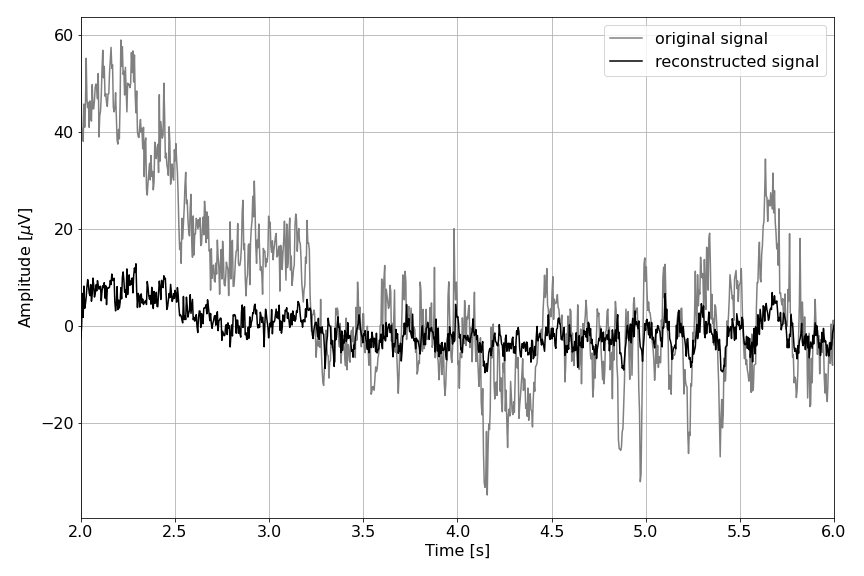 original signal
reconstructed signal
60
40
20
0
−20
Amplitude [μV]
2.0 2.5 3.0 3.5 4.0 4.5 5.0 5.5 6.0
Time [s]